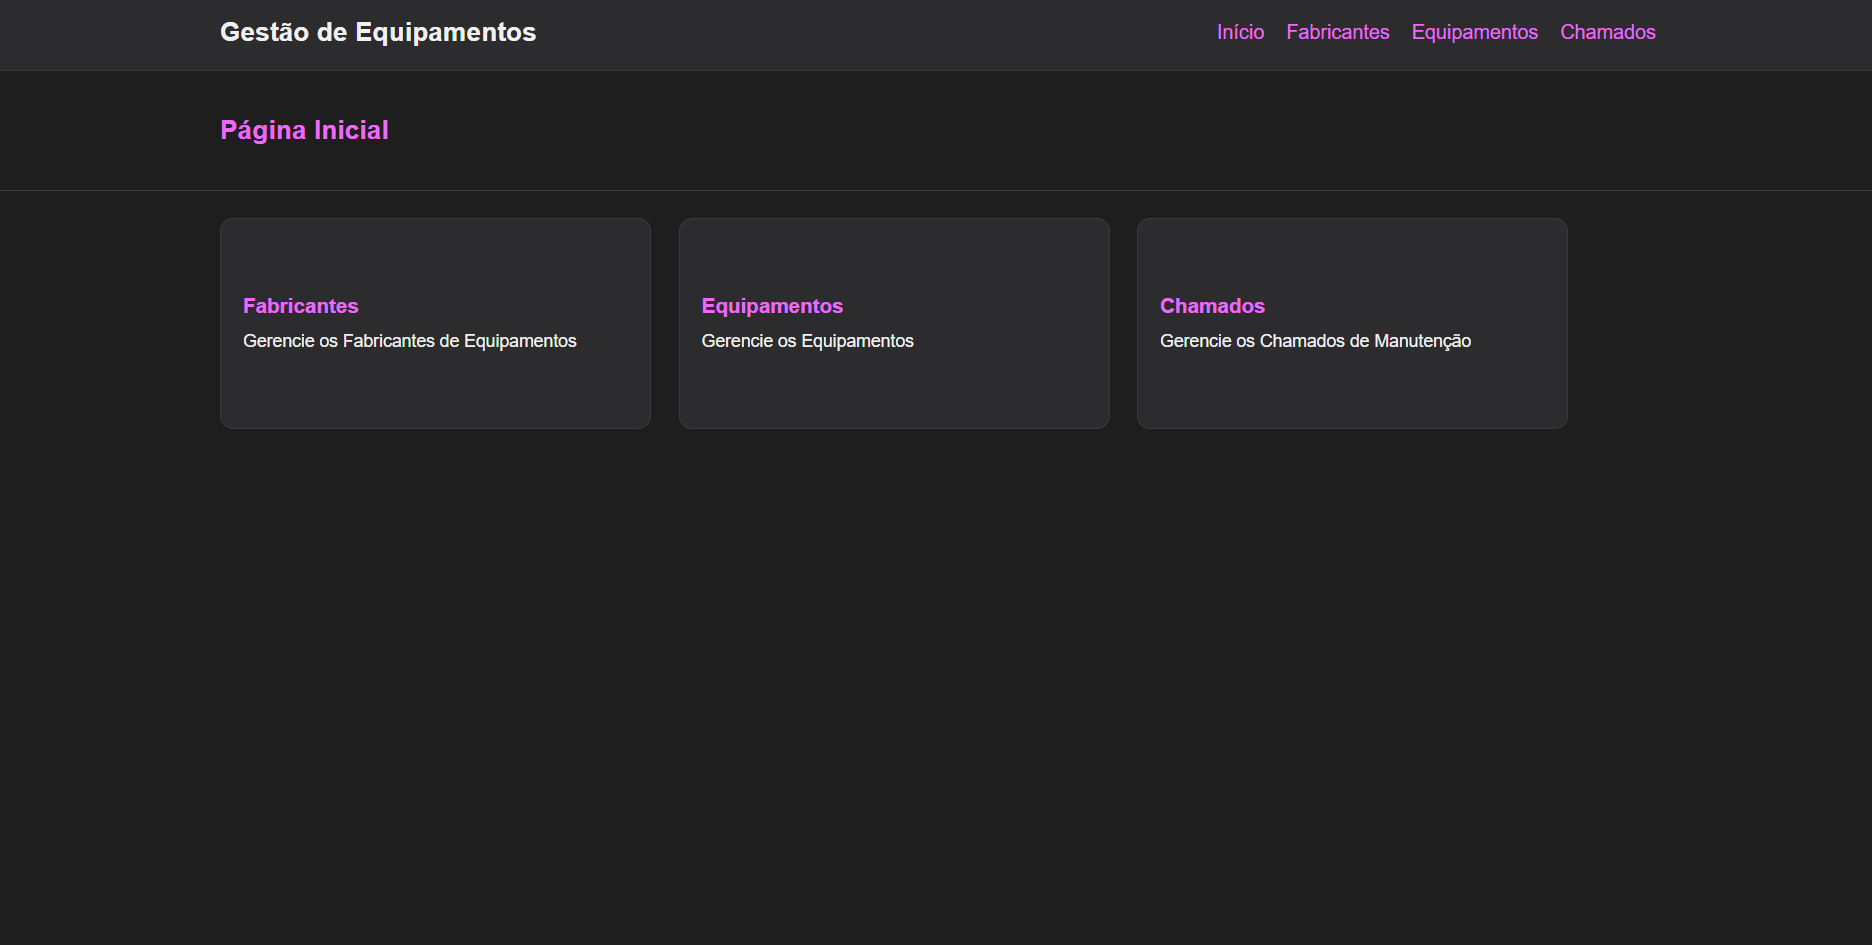 Gestão de Equipamentos
Início Fabricantes Equipamentos Chamados
Página Inicial
Fabricantes
Gerencie os Fabricantes de Equipamentos
Equipamentos
Gerencie os Equipamentos
Chamados
Gerencie os Chamados de Manutenção